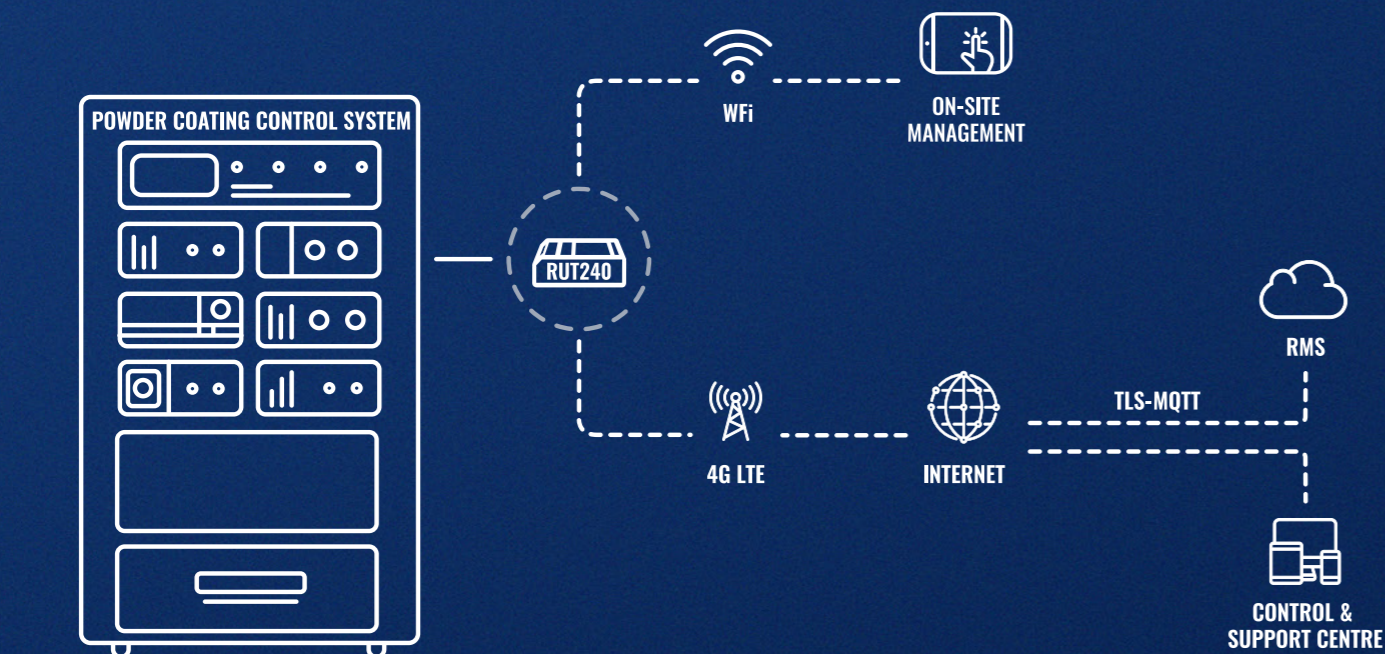 POWDER COATING CONTROL SYSTEM
WFi
ON-SITE
MANAGEMENT
RUT240
RMS
TLS-MQTT
4G LTE
INTERNET
CONTROL &
SUPPORT CENTRE